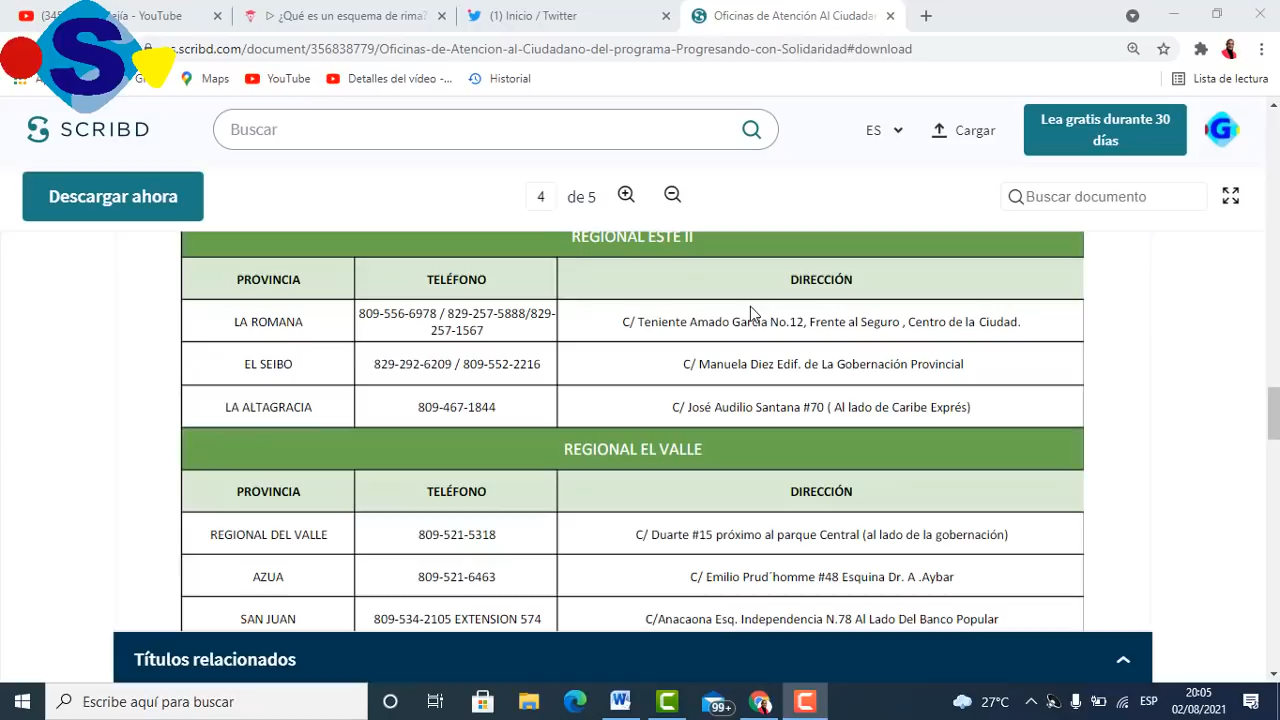 (348
ejía - YouTube
¿Qué es un esquema de rima?
(1) Inicio / Twitter
Oficinas de Atención Al Ciudadan
s.scribd.com/document/356838779/Oficinas-de-Atencion-al-Ciudadano-del-programa-Progresando-con-Solidaridad#download
Maps
YouTube
Detalles del vídeo -...
Historial
Lista de lectura
S
SCRIBD
Buscar
ES
Cargar
Lea gratis durante 30
días
G
Descargar ahora
4 de 5
Buscar documento
REGIONAL ESTE II
PROVINCIA TELÉFONO DIRECCIÓN
LA ROMANA 809-556-6978 / 829-257-5888/829-
257-1567 C/ Teniente Amado García No.12, Frente al Seguro , Centro de la Ciudad.
EL SEIBO 829-292-6209 / 809-552-2216 C/ Manuela Diez Edif. de La Gobernación Provincial
LA ALTAGRACIA 809-467-1844 C/ José Audilio Santana #70 ( Al lado de Caribe Exprés)
REGIONAL EL VALLE
PROVINCIA TELÉFONO DIRECCIÓN
REGIONAL DEL VALLE 809-521-5318 C/ Duarte #15 próximo al parque Central (al lado de la gobernación)
AZUA 809-521-6463 C/ Emilio Prud´homme #48 Esquina Dr. A .Aybar
SAN JUAN 809-534-2105 EXTENSION 574 C/Anacaona Esq. Independencia N.78 Al Lado Del Banco Popular
Títulos relacionados
Escribe aquí para buscar
99+
27°C
ESP
20:05
02/08/2021